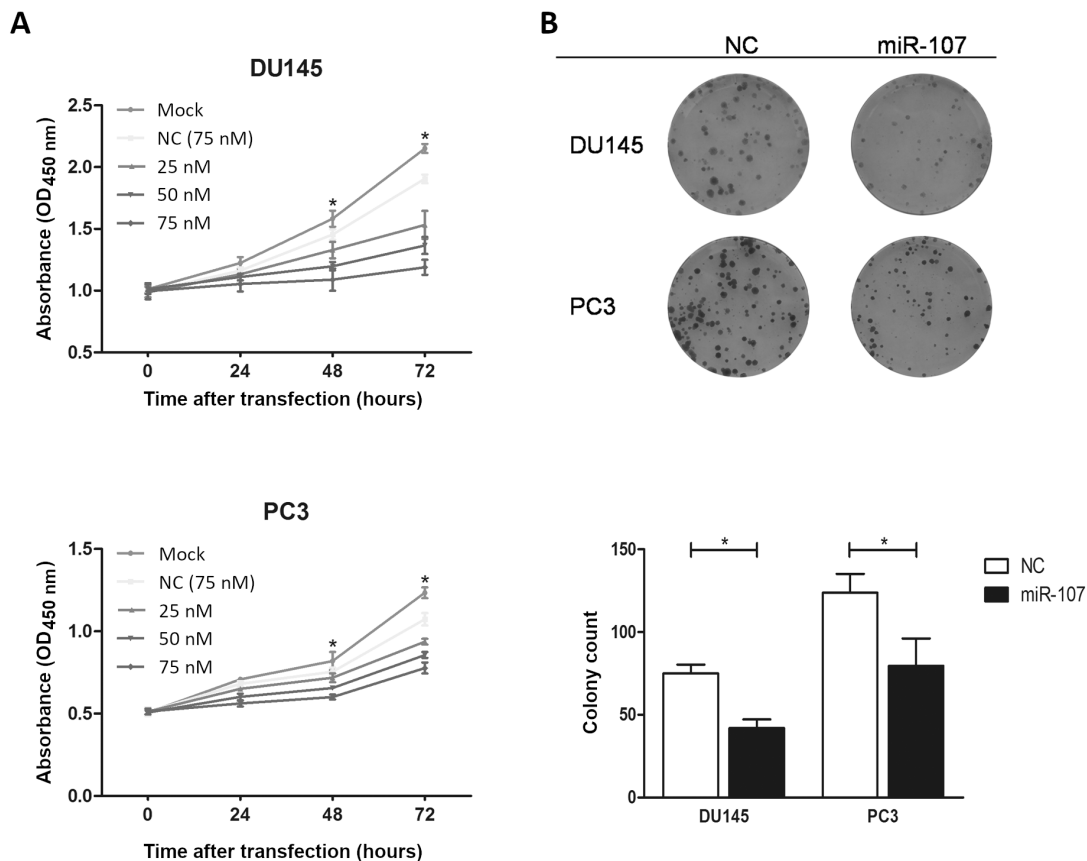 A
DU145
2.5
2.0
1.5
1.0
0.5
Absorbance (OD450 nm)
Mock
NC (75 nM)
25 nM
50 nM
75 nM
*
*
0 24 48 72
Time after transfection (hours)
PC3
1.5
1.0
0.5
0.0
Absorbance (OD450 nm)
Mock
NC (75 nM)
25 nM
50 nM
75 nM
*
*
0 24 48 72
Time after transfection (hours)
B
NC miR-107
DU145
PC3
150
100
50
0
Colony count
* *
NC
miR-107
DU145 PC3